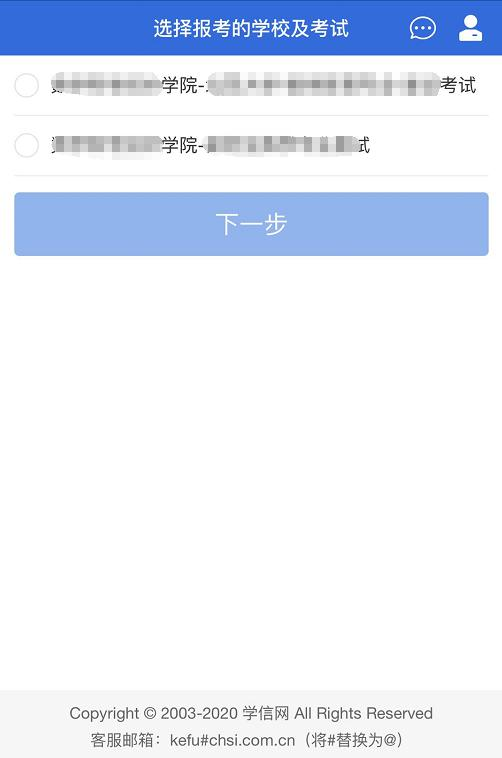 选择报考的学校及考试
学院-考试
学院-试
下一步
Copyright © 2003-2020 学信网 All Rights Reserved
客服邮箱：kefu#chsi.com.cn（将#替换为@）